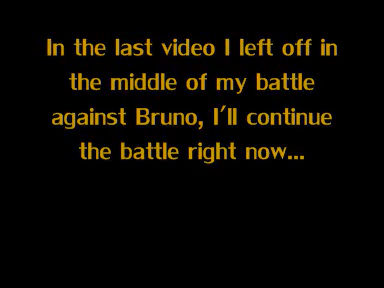 In the last video I left off in
the middle of my battle
against Bruno, I'll continue
the battle right now...